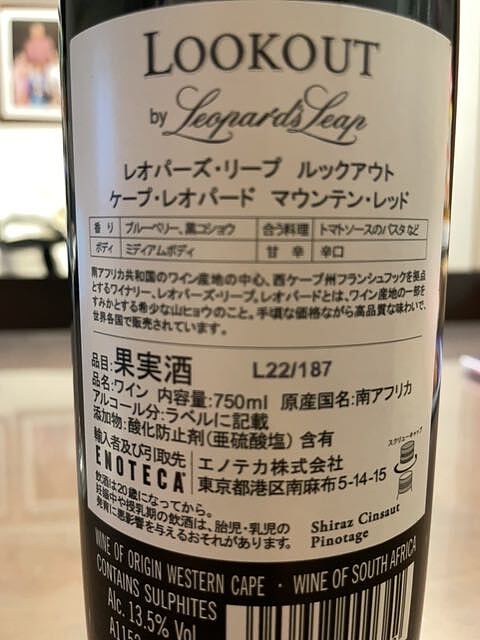 LOOKOUT
by Leopard's Leap
レオパーズ・リープ ルックアウト
ケープ・レオパード マウンテン・レッド
香り ブルーベリー、黒コショウ 合う料理 トマトソースのパスタなど
ボディ ミディアムボディ 甘辛 辛口
南アフリカ共和国のワイン産地の中心、西ケープ州フランシュフックを拠点
とするワイナリー、レオパーズ・リープ。レオパードとは、ワイン産地の一部を
すみかとする希少な山ヒョウのこと。手頃な価格ながら高品質な味わいで、
世界各国で販売されています。
品目:果実酒 L22/187
品名:ワイン 内容量:750ml 原産国名:南アフリカ
アルコール分:ラベルに記載
添加物:酸化防止剤(亜硫酸塩)含有
輸入者及び引取先
ENOTECA
エノテカ株式会社
東京都港区南麻布5-14-15
スクリューキャップ
飲酒は20歳になってから。
妊娠中や授乳期の飲酒は、胎児・乳児の
発育に悪影響を与えるおそれがあります。
Shiraz Cinsaut
Pinotage
WINE OF ORIGIN WESTERN CAPE · WINE OF SOUTH AFRICA
CONTAINS SULPHITES
Alc. 13.5% Vol